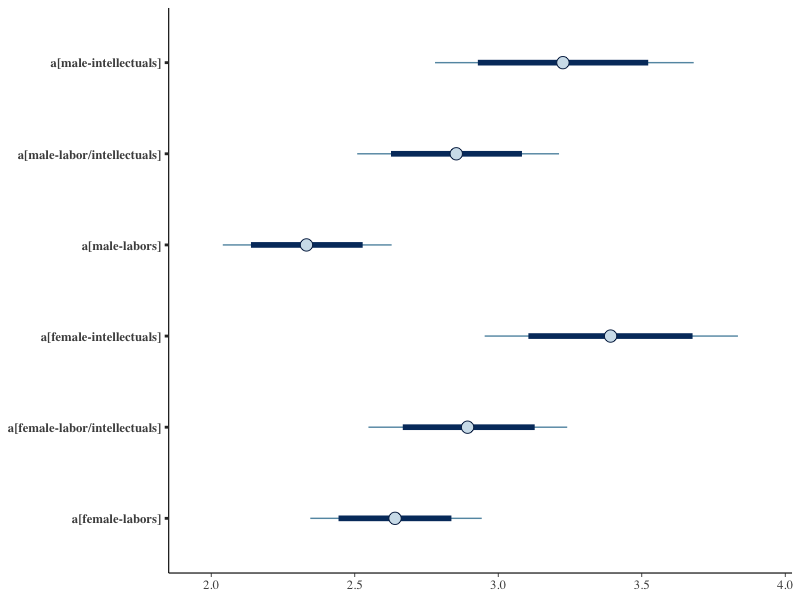 a[male-intellectuals]
a[male-labor/intellectuals]
a[male-labors]
a[female-intellectuals]
a[female-labor/intellectuals]
a[female-labors]
2.0 2.5 3.0 3.5 4.0